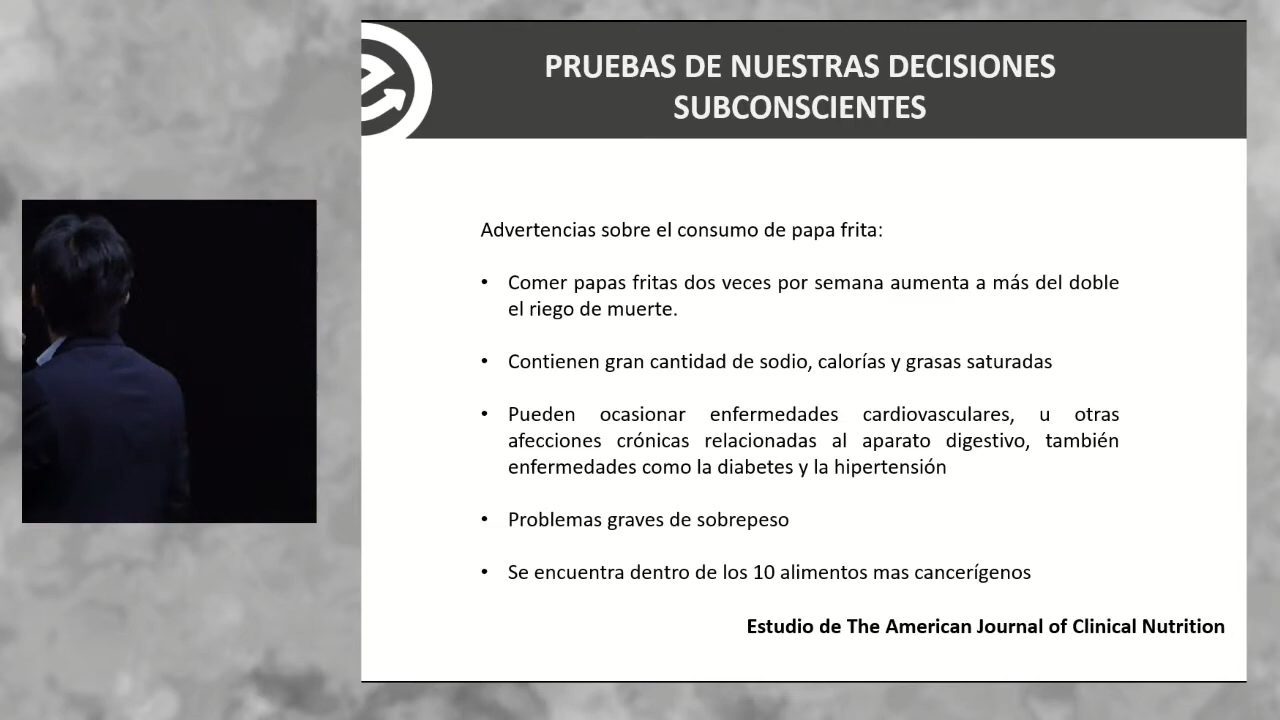 PRUEBAS DE NUESTRAS DECISIONES
SUBCONSCIENTES
Advertencias sobre el consumo de papa frita:
• Comer papas fritas dos veces por semana aumenta a más del doble
el riego de muerte.
• Contienen gran cantidad de sodio, calorías y grasas saturadas
• Pueden ocasionar enfermedades cardiovasculares, u otras
afecciones crónicas relacionadas al aparato digestivo, también
enfermedades como la diabetes y la hipertensión
• Problemas graves de sobrepeso
• Se encuentra dentro de los 10 alimentos mas cancerígenos
Estudio de The American Journal of Clinical Nutrition